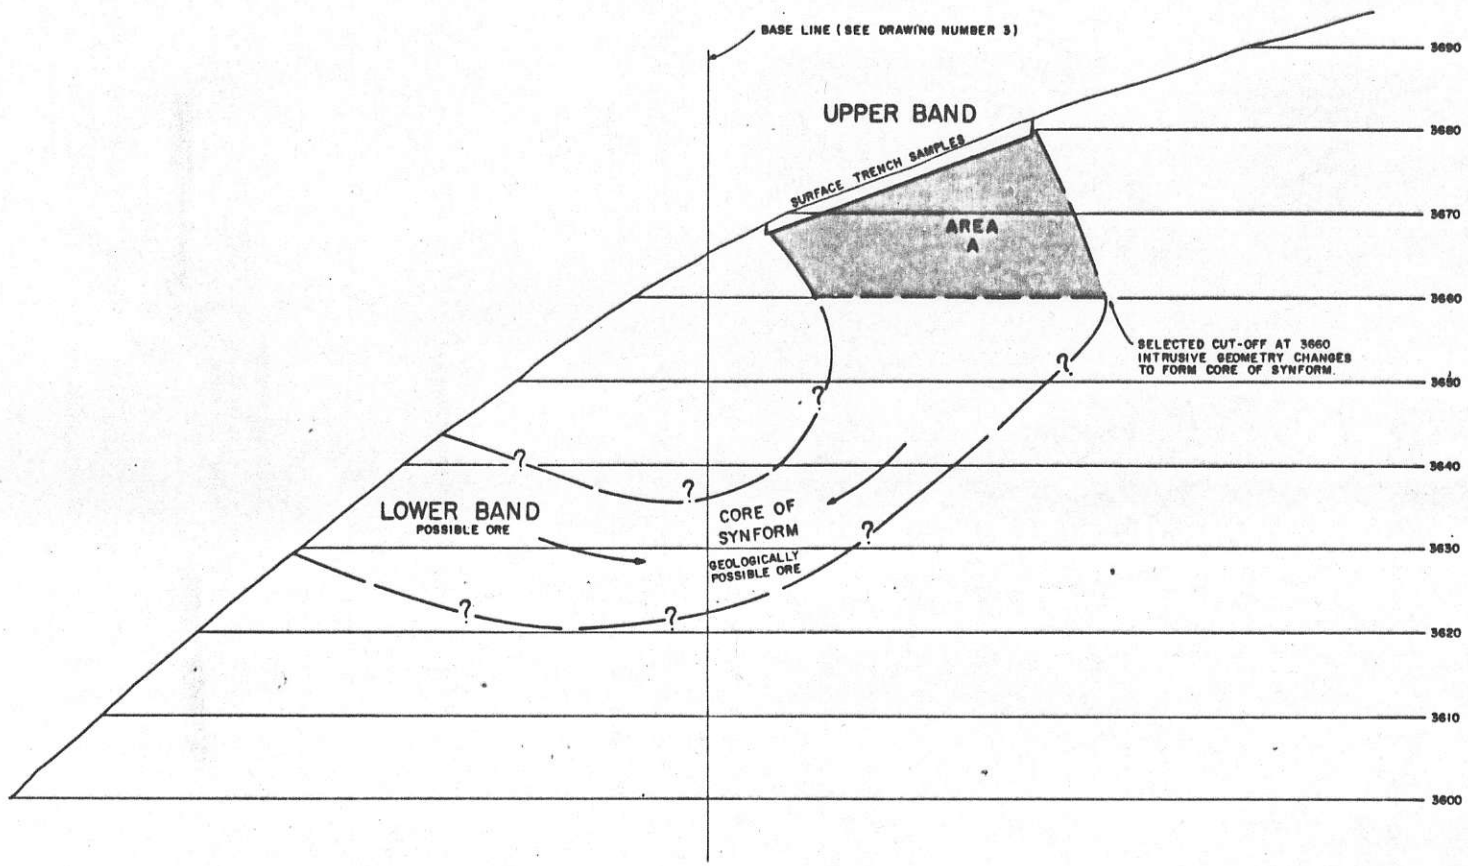 BASE LINE (SEE DRAWING NUMBER 3)
3690
UPPER BAND
3680
SURFACE TRENCH SAMPLES
3670
AREA
A
3660
SELECTED CUT-OFF AT 3660
INTRUSIVE GEOMETRY CHANGES
TO FORM CORE OF SYNFORM.
?
3650
?
?
3640
?
LOWER BAND
POSSIBLE ORE
CORE OF
SYNFORM
?
3630
GEOLOGICALLY
POSSIBLE ORE
?
?
3620
3610
3600